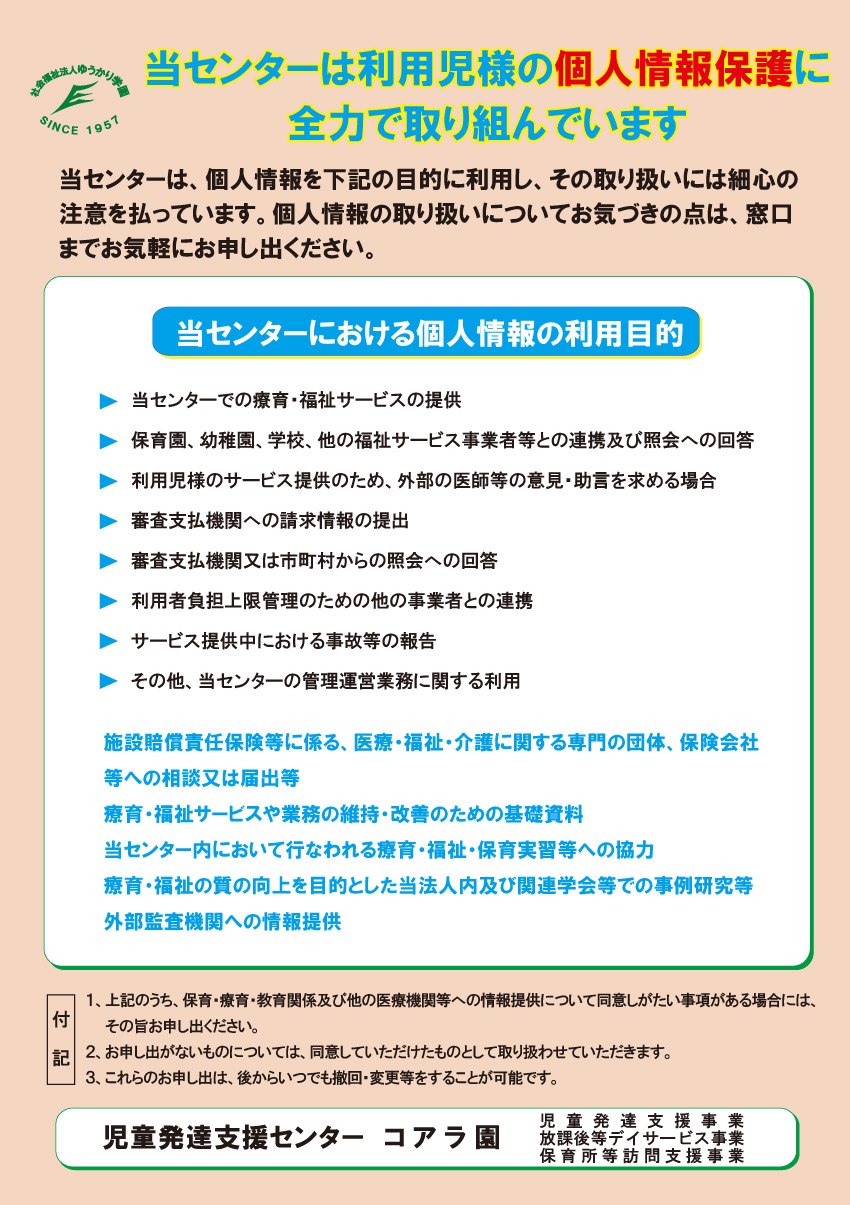 社会福祉法人ゆうかり学園
SINCE 1957
当センターは利用児様の個人情報保護に
全力で取り組んでいます
当センターは、個人情報を下記の目的に利用し、その取り扱いには細心の
注意を払っています。個人情報の取り扱いについてお気づきの点は、窓口
までお気軽にお申し出ください。
当センターにおける個人情報の利用目的
▶ 当センターでの療育・福祉サービスの提供
▶ 保育園、幼稚園、学校、他の福祉サービス事業者等との連携及び照会への回答
▶ 利用児様のサービス提供のため、外部の医師等の意見・助言を求める場合
▶ 審査支払機関への請求情報の提出
▶ 審査支払機関又は市町村からの照会への回答
▶ 利用者負担上限管理のための他の事業者との連携
▶ サービス提供中における事故等の報告
▶ その他、当センターの管理運営業務に関する利用
施設賠償責任保険等に係る、医療・福祉・介護に関する専門の団体、保険会社
等への相談又は届出等
療育・福祉サービスや業務の維持・改善のための基礎資料
当センター内において行なわれる療育・福祉・保育実習等への協力
療育・福祉の質の向上を目的とした当法人内及び関連学会等での事例研究等
外部監査機関への情報提供
付記
1、上記のうち、保育・療育・教育関係及び他の医療機関等への情報提供について同意しがたい事項がある場合には、
その旨お申し出ください。
2、お申し出がないものについては、同意していただけたものとして取り扱わせていただきます。
3、これらのお申し出は、後からいつでも撤回・変更等をすることが可能です。
児童発達支援センター コアラ園
児童発達支援事業
放課後等デイサービス事業
保育所等訪問支援事業